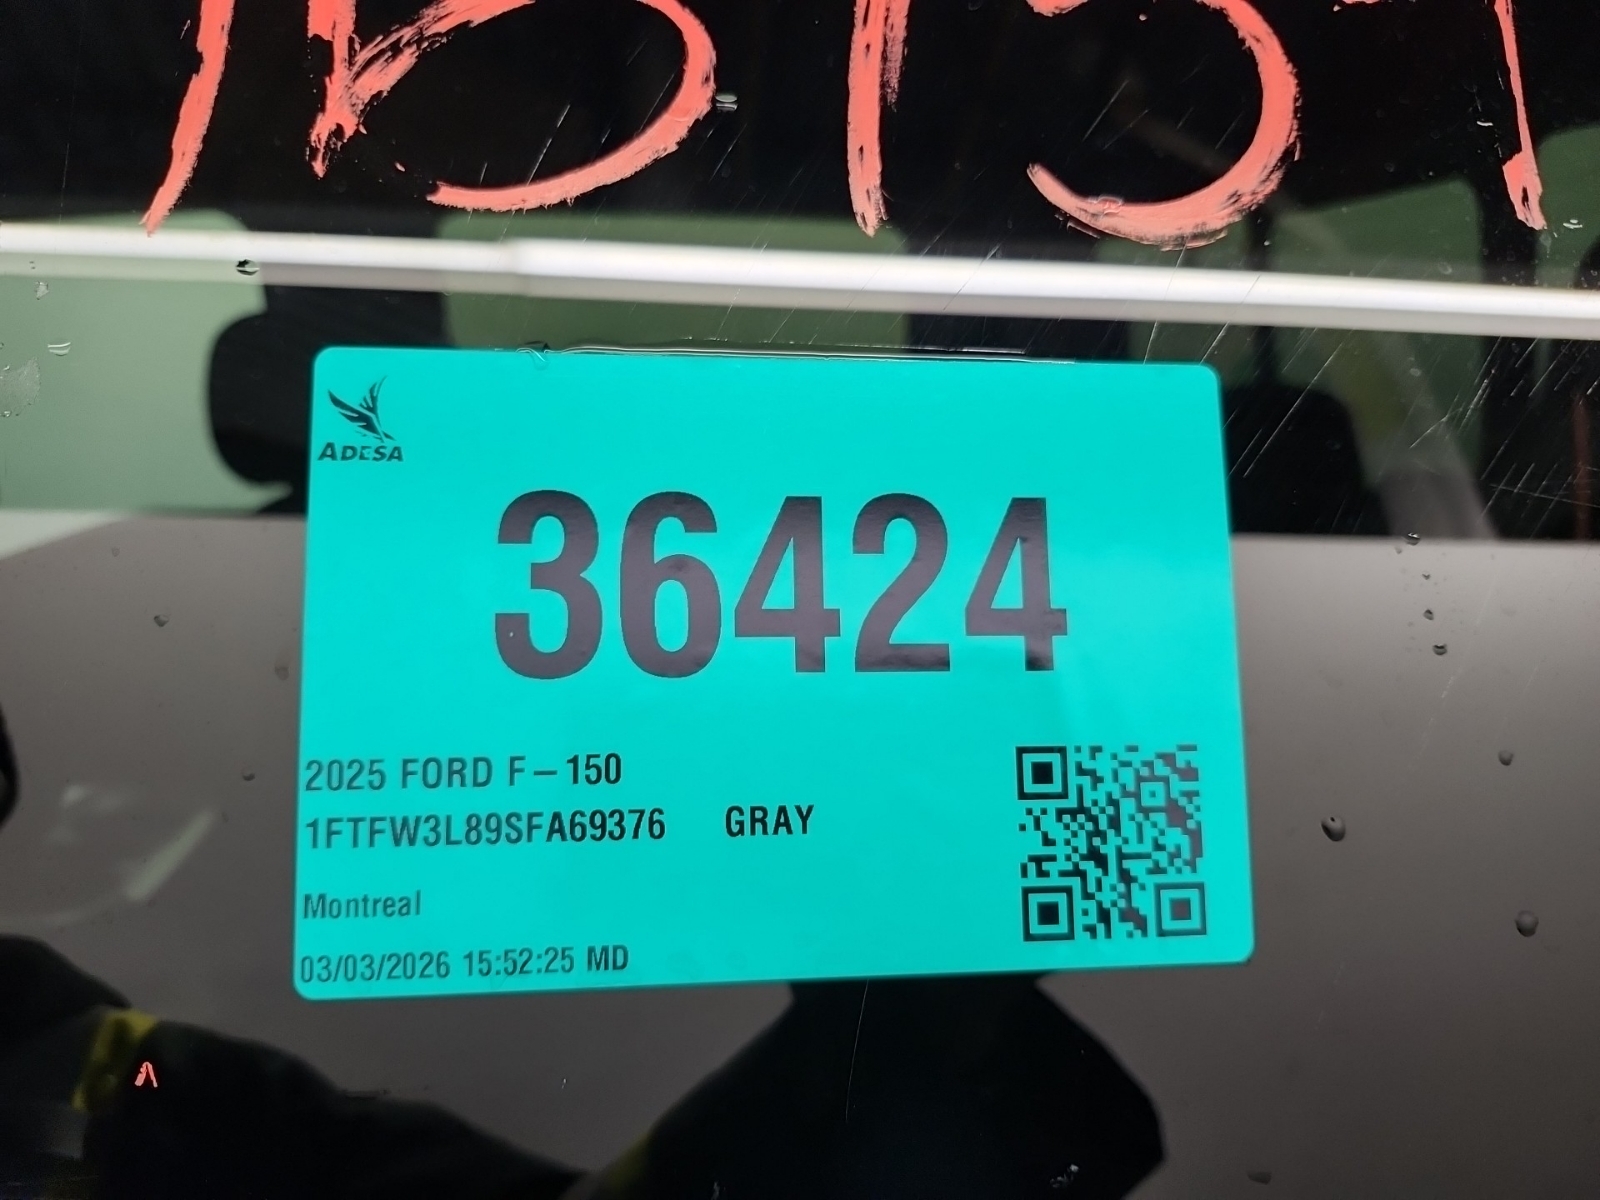 ADESA
36424
2025 FORD F-150
1FTFW3L89SFA69376 GRAY
Montreal
03/03/2026 15:52:25 MD